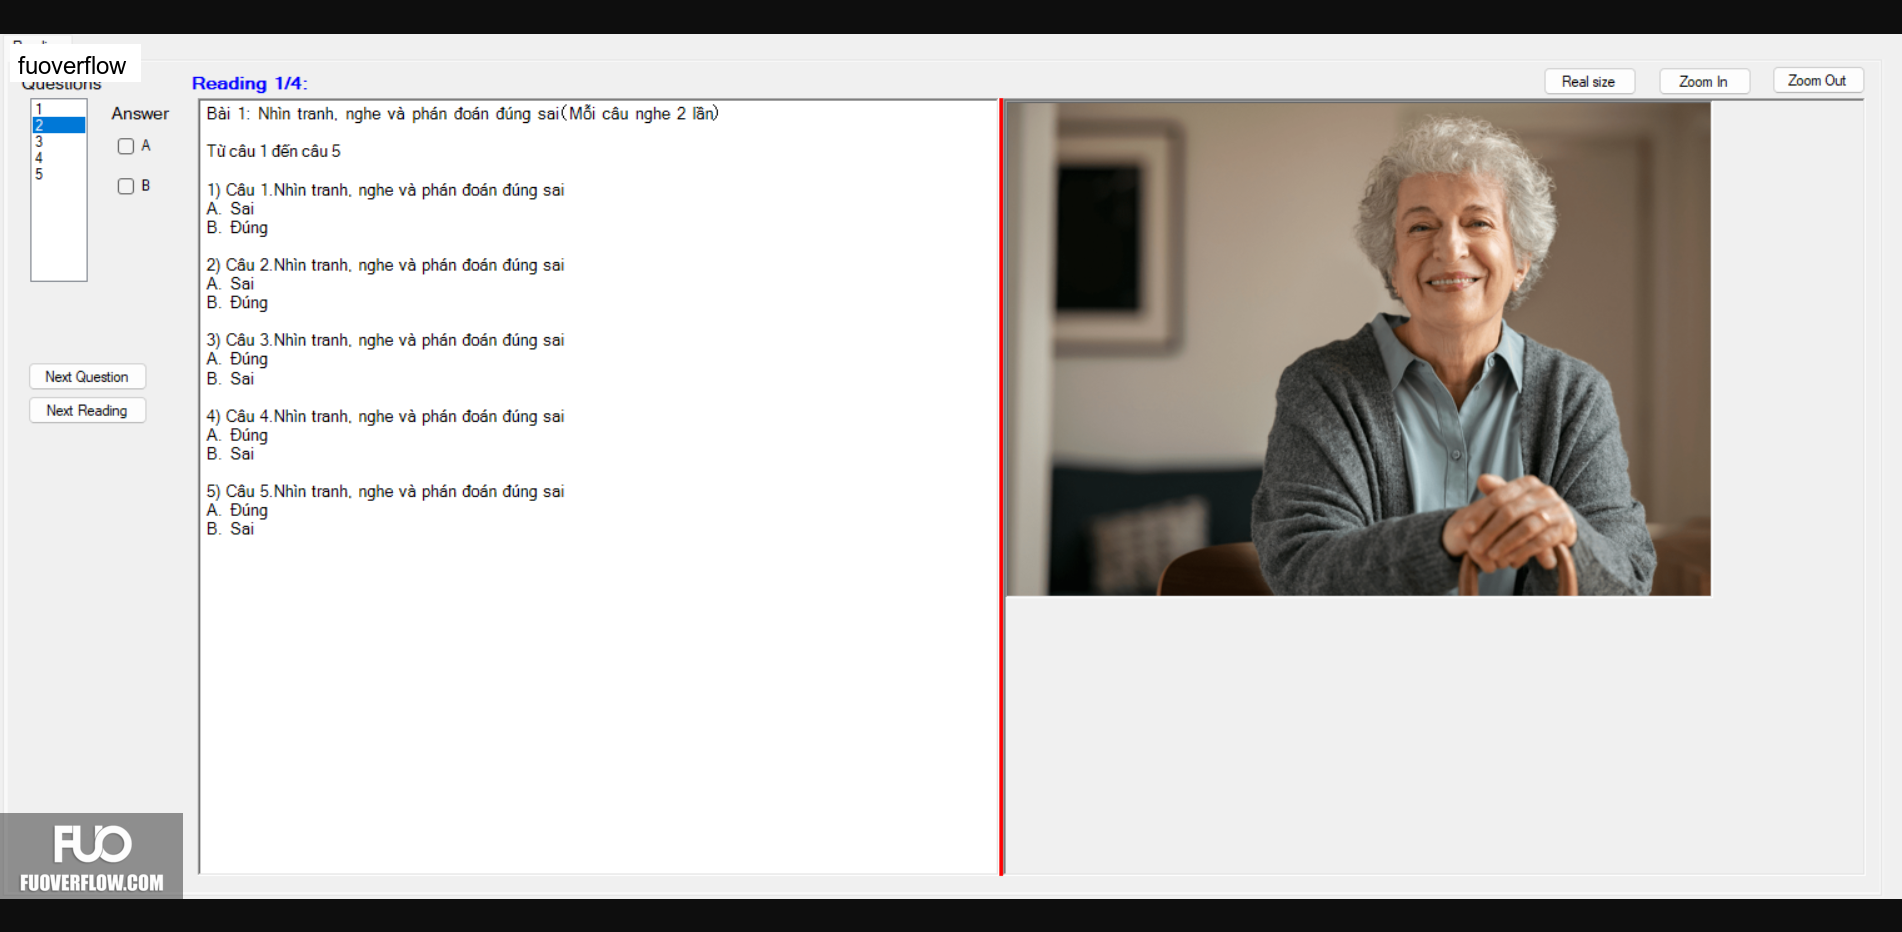 fuoverflow
Questions
Reading 1/4:
Real size
Zoom In
Zoom Out
1
2
3
4
5
Answer
A
B
Next Question
Next Reading
Bài 1: Nhìn tranh, nghe và phán đoán đúng sai(Mỗi câu nghe 2 lần)
Từ câu 1 đến câu 5
1) Câu 1.Nhìn tranh, nghe và phán đoán đúng sai
A. Sai
B. Đúng
2) Câu 2.Nhìn tranh, nghe và phán đoán đúng sai
A. Sai
B. Đúng
3) Câu 3.Nhìn tranh, nghe và phán đoán đúng sai
A. Đúng
B. Sai
4) Câu 4.Nhìn tranh, nghe và phán đoán đúng sai
A. Đúng
B. Sai
5) Câu 5.Nhìn tranh, nghe và phán đoán đúng sai
A. Đúng
B. Sai
FUO
FUOVERFLOW.COM